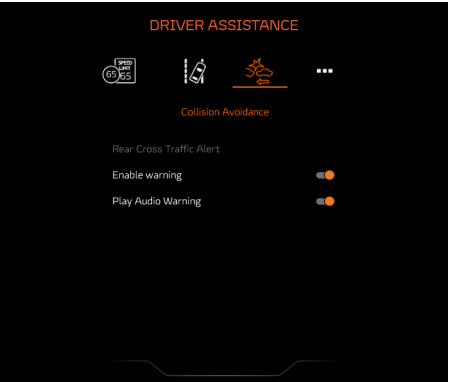 DRIVER ASSISTANCE
SPEED
LIMIT
65 65
Collision Avoidance
Rear Cross Traffic Alert
Enable warning
Play Audio Warning